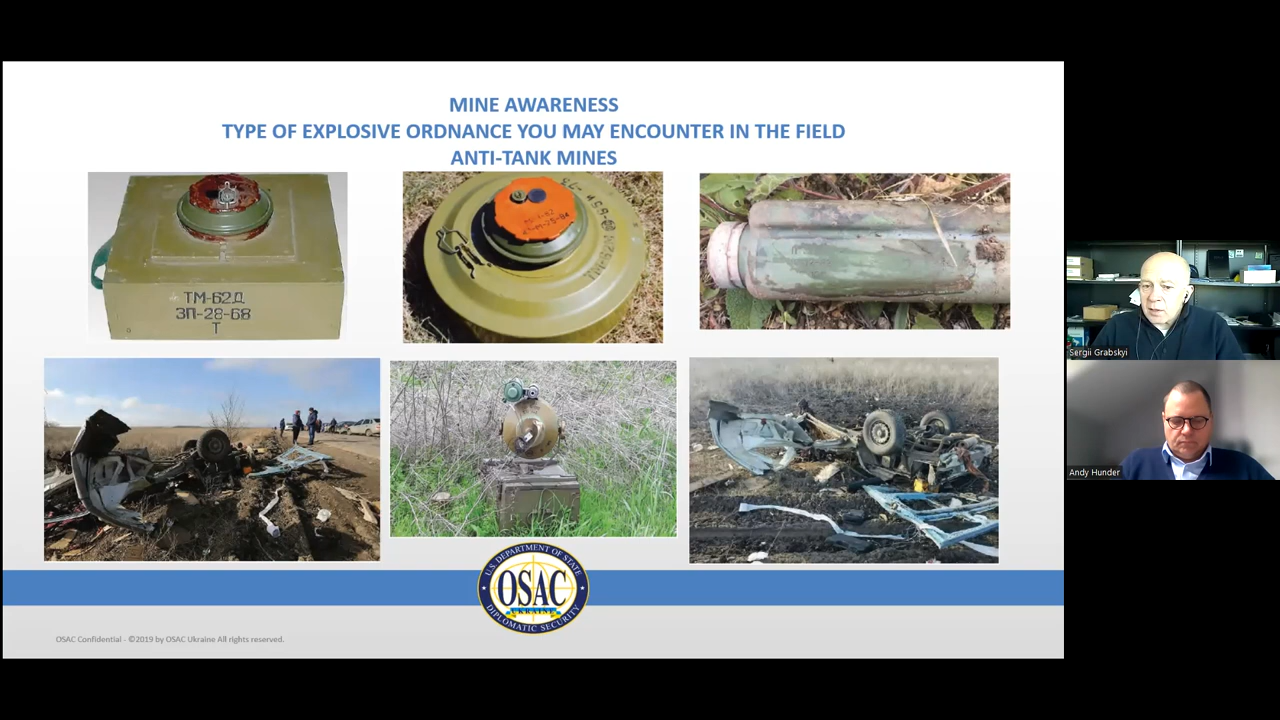 MINE AWARENESS
TYPE OF EXPLOSIVE ORDNANCE YOU MAY ENCOUNTER IN THE FIELD
ANTI-TANK MINES
ТМ-62Д
ЗП-28-68
Т
U.S. DEPARTMENT OF STATE
OSAC
UKRAINE
DIPLOMATIC SECURITY
OSAC Confidential - ©2019 by OSAC Ukraine All rights reserved.
Sergii Grabskyi
Andy Hunder